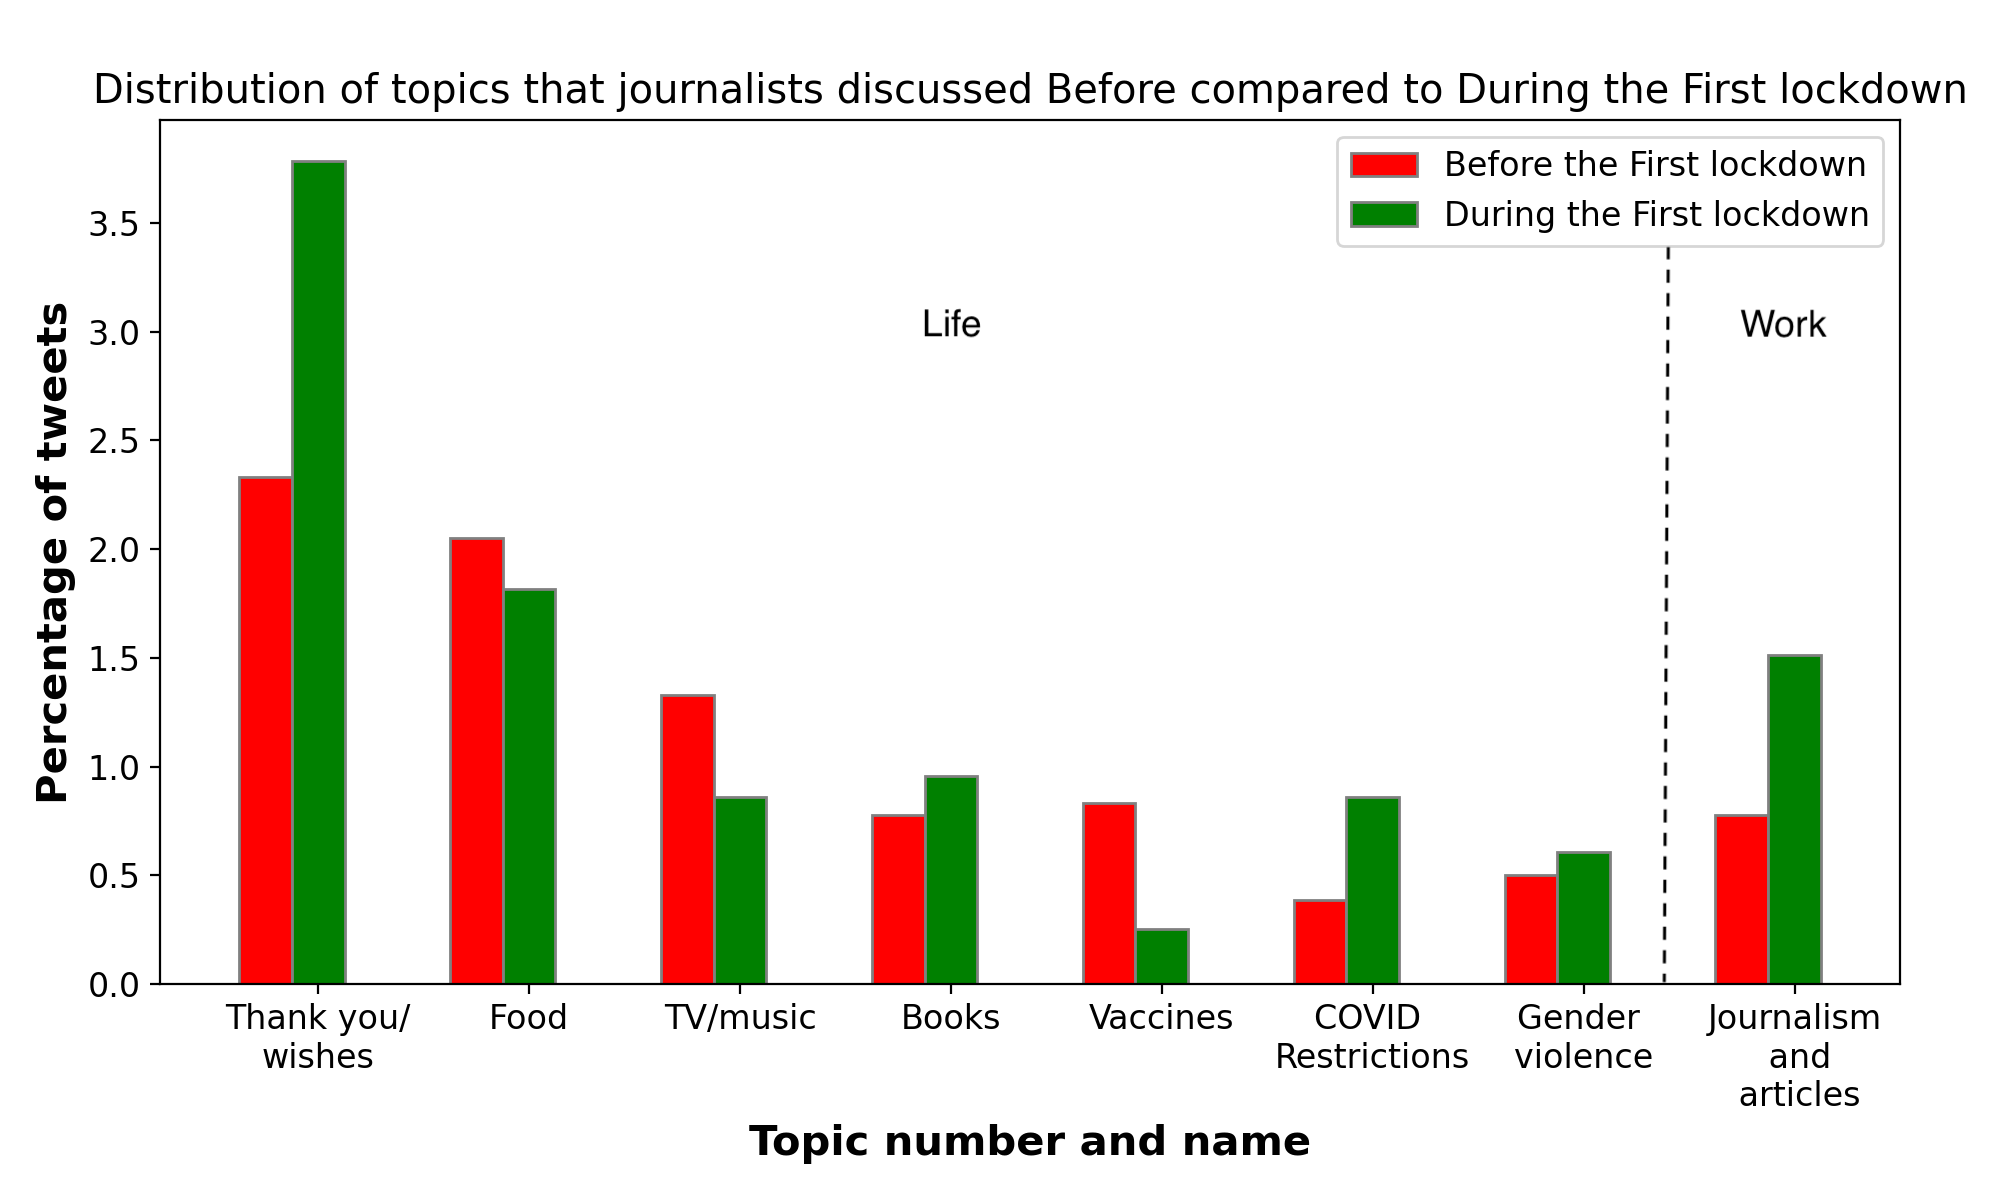 Distribution of topics that journalists discussed Before compared to During the First lockdown
Before the First lockdown
During the First lockdown
Life
Work
Percentage of tweets
3.5
3.0
2.5
2.0
1.5
1.0
0.5
0.0
Thank you/
wishes
Food
TV/music
Books
Vaccines
COVID
Restrictions
Gender
violence
Journalism
and
articles
Topic number and name